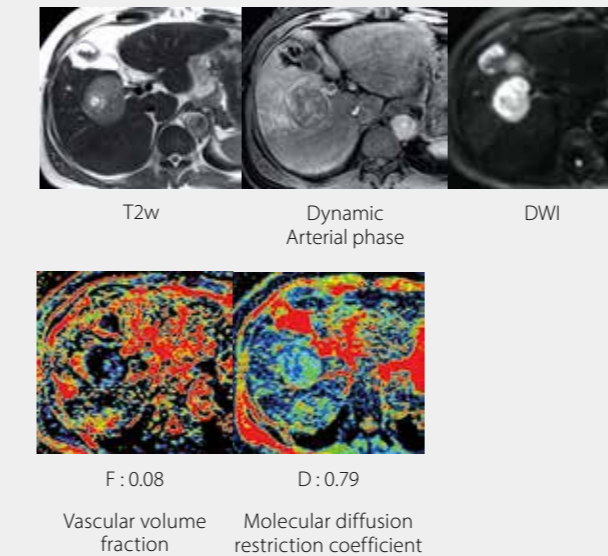 T2w
Dynamic
Arterial phase
DWI
F : 0.08
D : 0.79
Vascular volume
fraction
Molecular diffusion
restriction coefficient